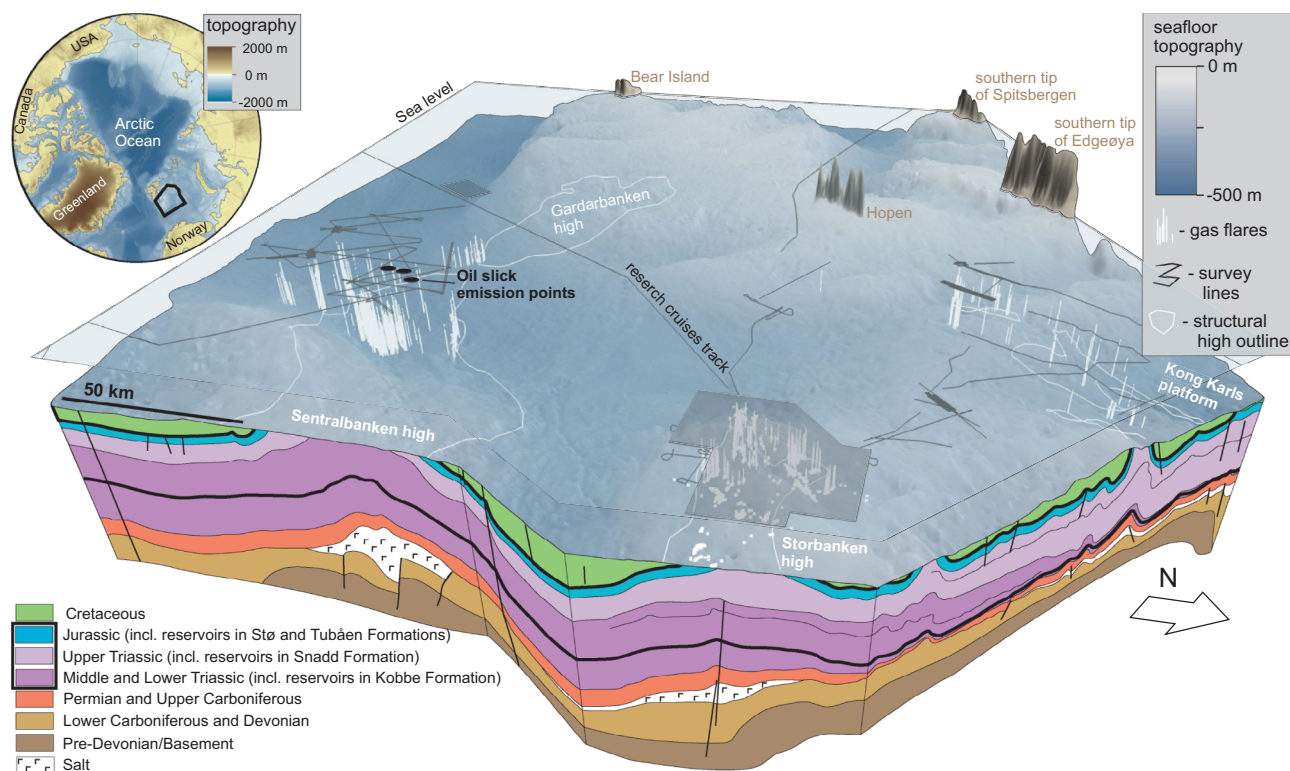 topography
2000 m
0 m
-2000 m
USA
Canada
Arctic
Ocean
Greenland
Norway
Sea level
Bear Island
southern tip
of Spitsbergen
southern tip
of Edgeøya
Hopen
Gardarbanken
high
Oil slick
emission points
reserch cruises track
seafloor
topography
0 m
-500 m
- gas flares
- survey
lines
- structural
high outline
Kong Karls
platform
50 km
Sentralbanken high
Storbanken
high
N
Cretaceous
Jurassic (incl. reservoirs in Stø and Tubåen Formations)
Upper Triassic (incl. reservoirs in Snadd Formation)
Middle and Lower Triassic (incl. reservoirs in Kobbe Formation)
Permian and Upper Carboniferous
Lower Carboniferous and Devonian
Pre-Devonian/Basement
Salt